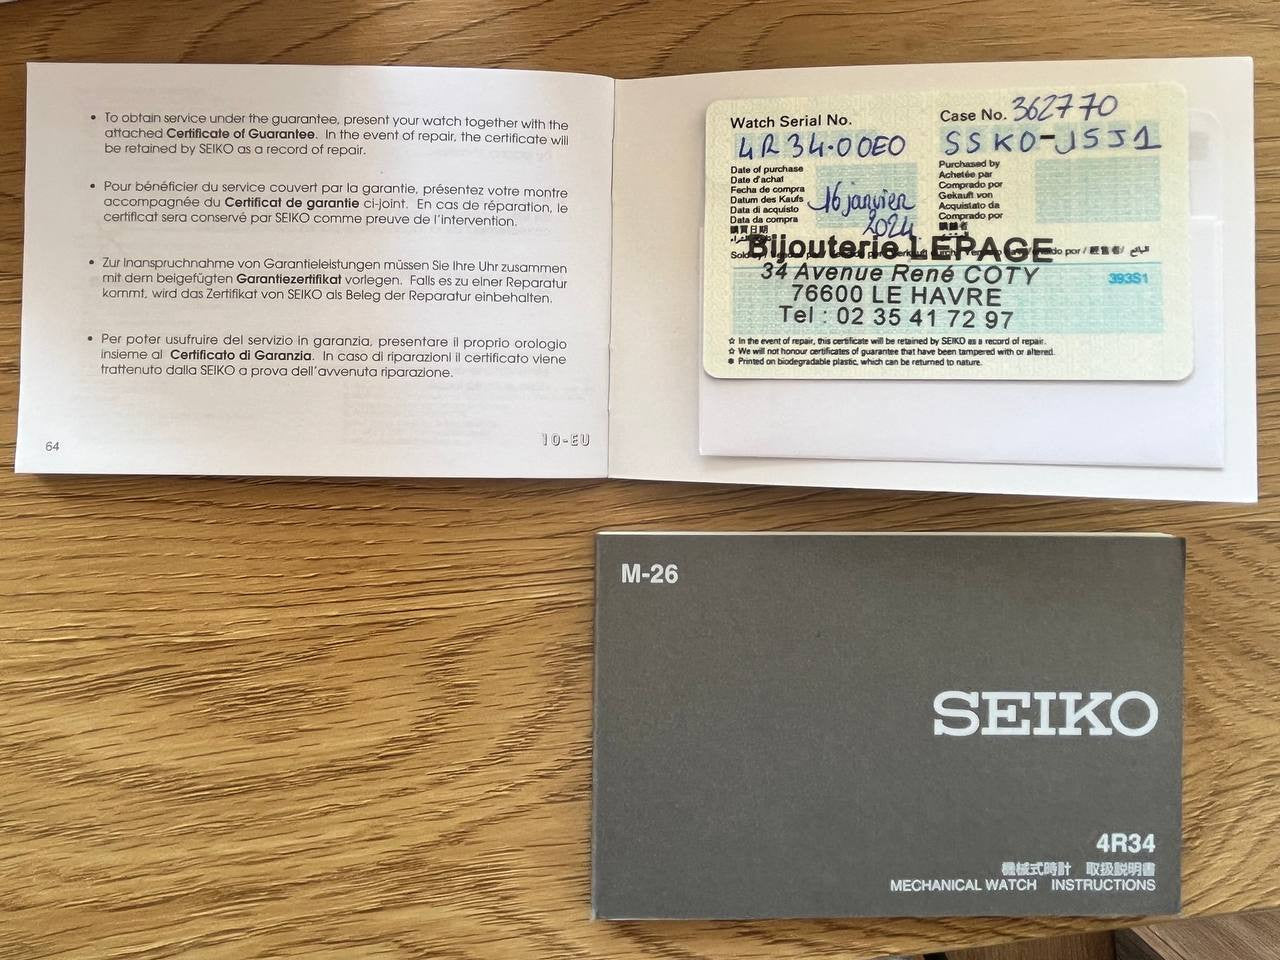 • To obtain service under the guarantee, present your watch together with the
attached Certificate of Guarantee. In the event of repair, the certificate will
be retained by SEIKO as a record of repair.
• Pour bénéficier du service couvert par la garantie, présentez votre montre
accompagnée du Certificat de garantie ci-joint. En cas de réparation, le
certificat sera conservé par SEIKO comme preuve de l'intervention.
• Zur Inanspruchnahme von Garantieleistungen müssen Sie Ihre Uhr zusammen
mit dem beigefügten Garantiezertifikat vorlegen. Falls es zu einer Reparatur
kommt, wird das Zertifikat von SEIKO als Beleg der Reparatur einbehalten.
• Per poter usufruire del servizio in garanzia, presentare il proprio orologio
insieme al Certificato di Garanzia. In caso di riparazioni il certificato viene
trattenuto dalla SEIKO a prova dell'avvenuta riparazione.
64
10-EU
Watch Serial No.
4R34-00E0
Case No. 362770
SSK0-J5J1
Date of purchase
Date d'achat
Fecha de compra
Datum des Kaufs
Data di acquisto
Data da compra
購買日期
16 janvier
2024
Purchased by
Achetée par
Comprado por
Gekauft von
Acquistato da
Comprado por
購錶者
Bijouterie LEPAGE
34 Avenue René COTY
76600 LE HAVRE
Tel : 02 35 41 72 97
393S1
☆ In the event of repair, this certificate will be retained by SEIKO as a record of repair.
☆ We will not honour certificates of guarantee that have been tampered with or altered.
Printed on biodegradable plastic, which can be returned to nature.
M-26
SEIKO
4R34
機械式時計 取扱説明書
MECHANICAL WATCH INSTRUCTIONS